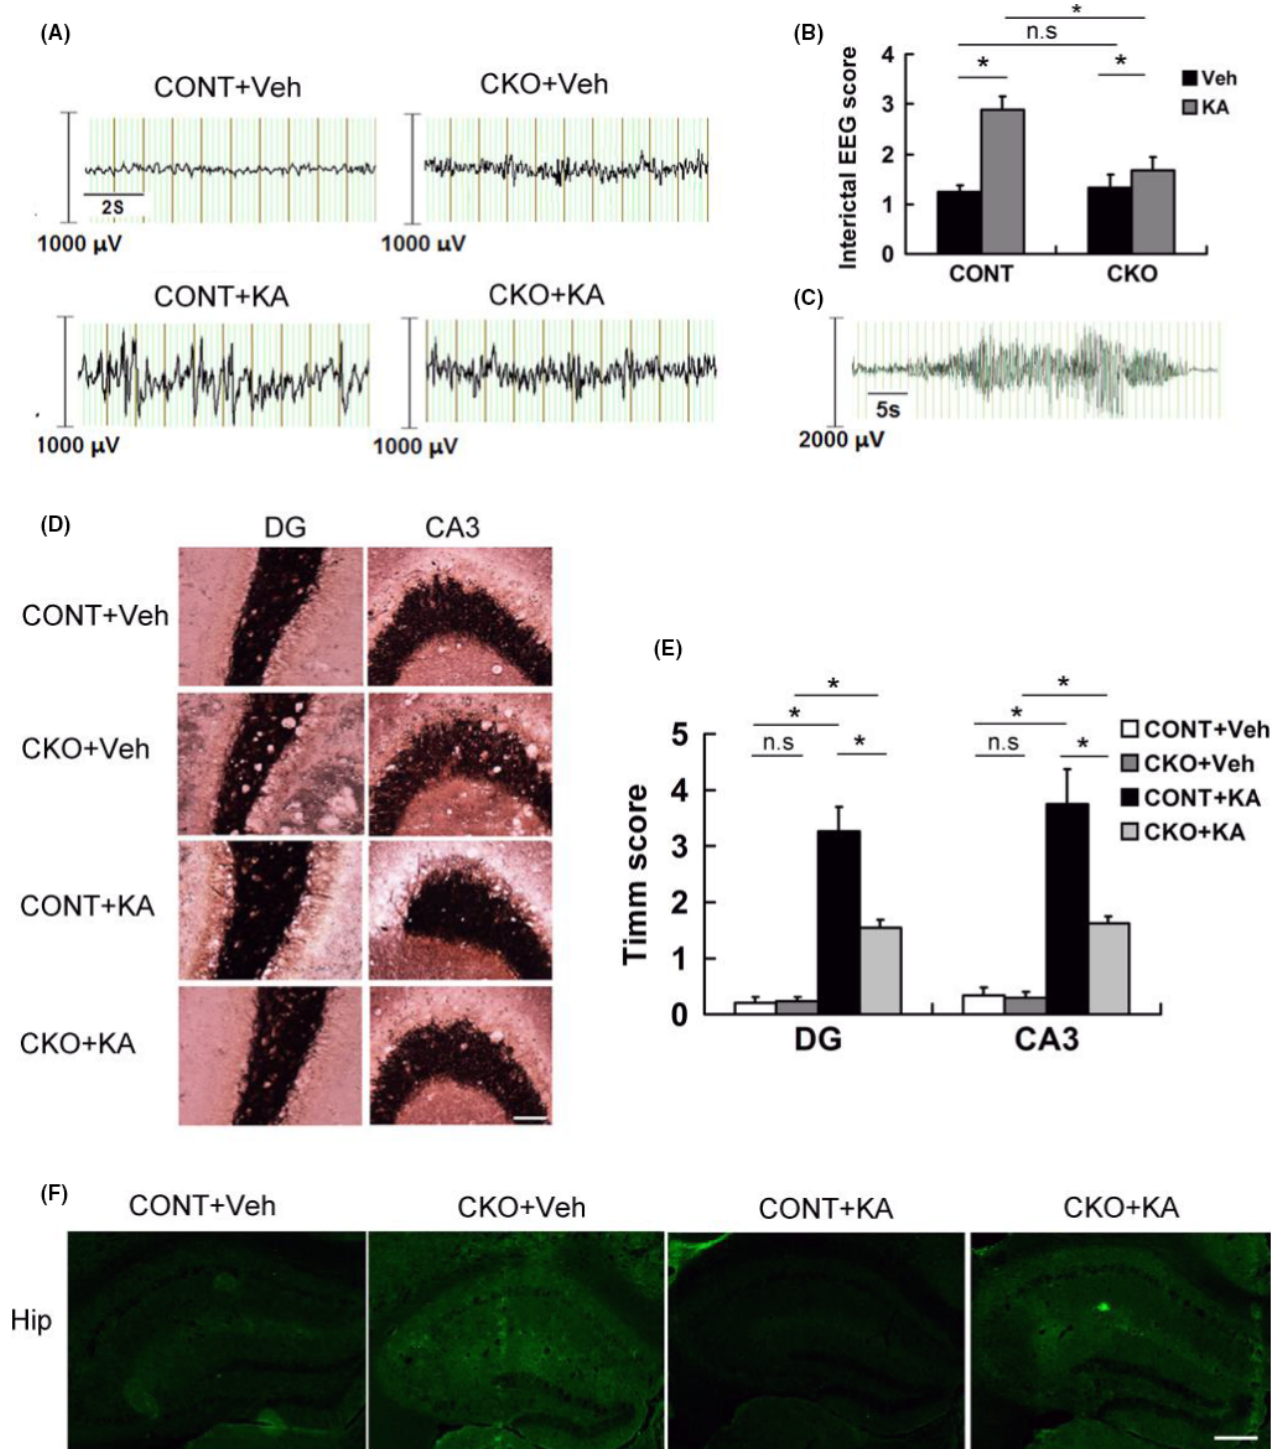 (A)
CONT+Veh
CKO+Veh
2S
1000 µV
1000 µV
CONT+KA
CKO+KA
1000 µV
1000 µV
(B)
*
n.s
*
*
Interictal EEG score
4
3
2
1
0
Veh
KA
CONT
CKO
(C)
5s
2000 µV
(D)
DG
CA3
CONT+Veh
CKO+Veh
CONT+KA
CKO+KA
(E)
*
*
*
*
n.s
*
n.s
*
Timm score
5
4
3
2
1
0
CONT+Veh
CKO+Veh
CONT+KA
CKO+KA
DG
CA3
(F)
CONT+Veh
CKO+Veh
CONT+KA
CKO+KA
Hip